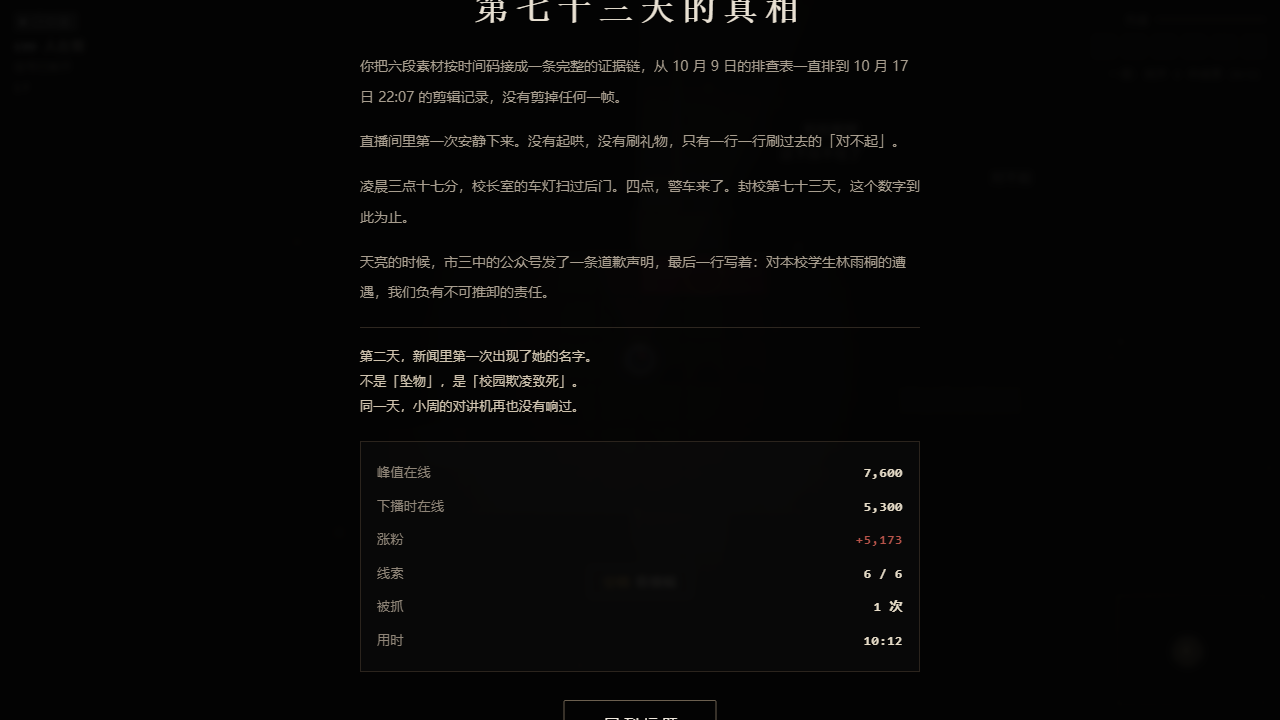 第七十三天的真相
你把六段素材按时间码接成一条完整的证据链，从 10 月 9 日的排查表一直排到 10 月 17
日 22:07 的剪辑记录，没有剪掉任何一帧。
直播间里第一次安静下来。没有起哄，没有刷礼物，只有一行一行刷过去的「对不起」。
凌晨三点十七分，校长室的车灯扫过后门。四点，警车来了。封校第七十三天，这个数字到
此为止。
天亮的时候，市三中的公众号发了一条道歉声明，最后一行写着：对本校学生林雨桐的遭
遇，我们负有不可推卸的责任。
第二天，新闻里第一次出现了她的名字。
不是「坠物」，是「校园欺凌致死」。
同一天，小周的对讲机再也没有响过。
峰值在线 7,600
下播时在线 5,300
涨粉 +5,173
线索 6 / 6
被抓 1 次
用时 10:12